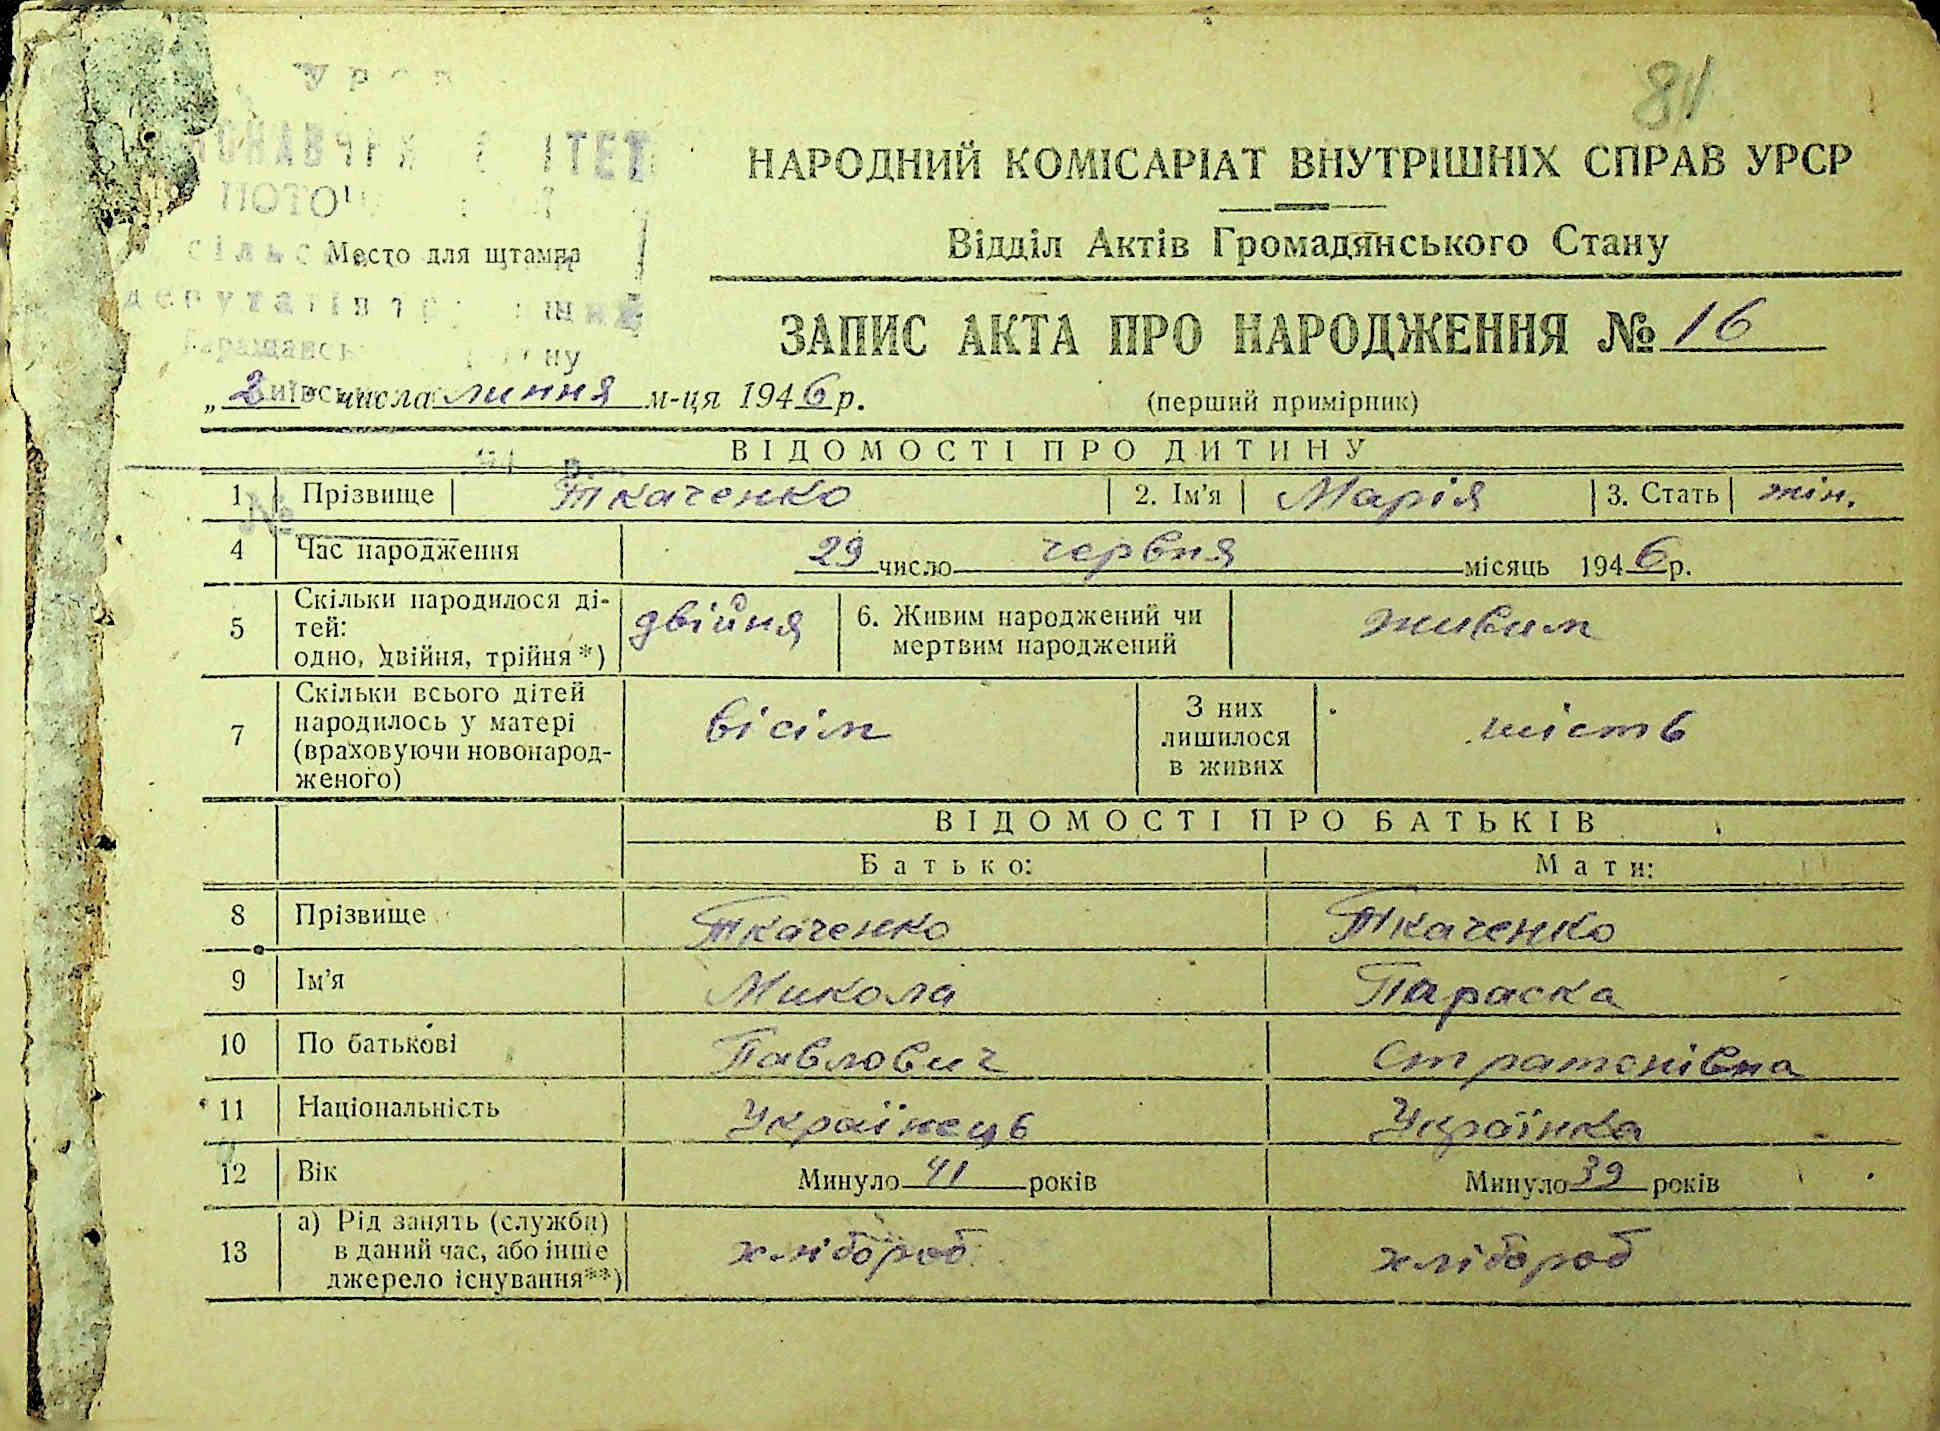 81
НАРОДНИЙ КОМІСАРІАТ ВНУТРІШНІХ СПРАВ УРСР
Відділ Актів Громадянського Стану
Место для штампа
ЗАПИС АКТА ПРО НАРОДЖЕННЯ № 16
(перший примірник)
„ 2 " числа липня м-ця 1946 р.
ВІДОМОСТІ ПРО ДИТИНУ
1 Прізвище Ткаченко 2. Ім'я Марія 3. Стать жін.
4 Час народження 29 число червня місяць 1946 р.
5 Скільки народилося ді-
тей:
одно, двійня, трійня*) двійня 6. Живим народжений чи
мертвим народжений живим
7 Скільки всього дітей
народилось у матері
(враховуючи новонарод-
женого) вісім З них
лишилося
в живих шість
ВІДОМОСТІ ПРО БАТЬКІВ
Батько: Мати:
8 Прізвище Ткаченко Ткаченко
9 Ім'я Микола Параска
10 По батькові Павлович Стратонівна
11 Національність Українець Українка
12 Вік Минуло 41 років Минуло 39 років
13 а) Рід занять (служби)
в даний час, або інше
джерело існування**) хлібороб хлібороб